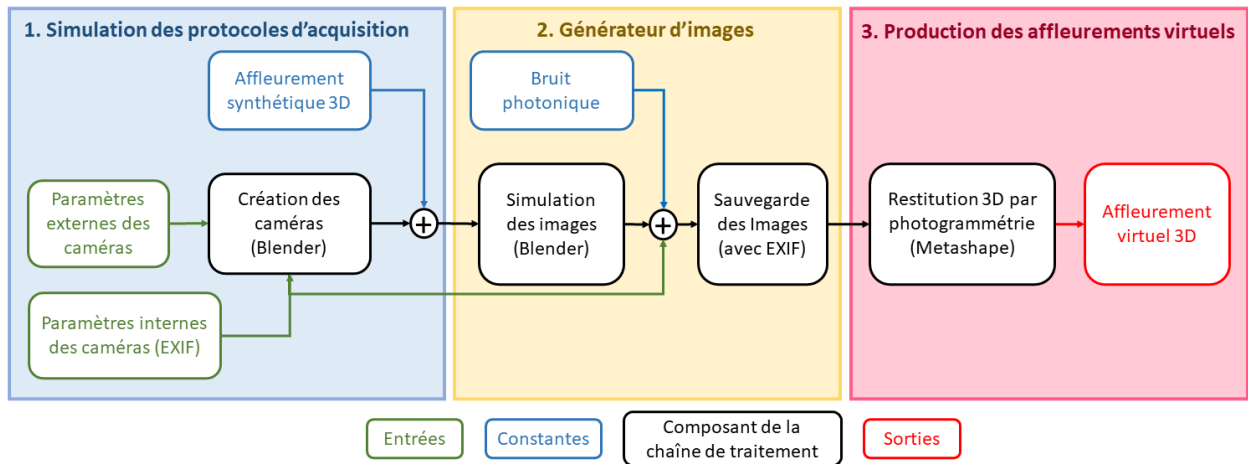 1. Simulation des protocoles d’acquisition
Affleurement
synthétique 3D
Paramètres
externes des
caméras
Création des
caméras
(Blender)
+
Paramètres internes
des caméras (EXIF)
2. Générateur d’images
Bruit
photonique
Simulation
des images
(Blender)
+
Sauvegarde
des Images
(avec EXIF)
3. Production des affleurements virtuels
Restitution 3D par
photogrammétrie
(Metashape)
Affleurement
virtuel 3D
Entrées
Constantes
Composant de la
chaîne de traitement
Sorties